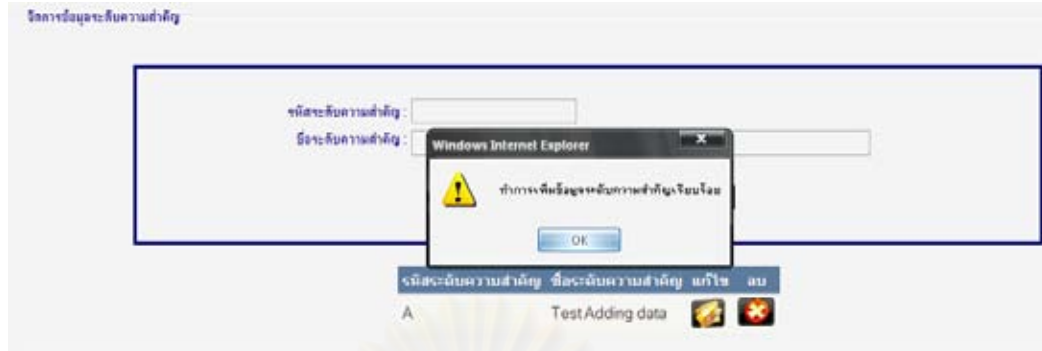 จัดการข้อมูลระดับความสำคัญ
รหัสระดับความสำคัญ :
ชื่อระดับความสำคัญ :
Windows Internet Explorer
ทำการเพิ่มข้อมูลระดับความสำคัญเรียบร้อย
OK
รหัสระดับความสำคัญ ชื่อระดับความสำคัญ แก้ไข ลบ
A Test Adding data